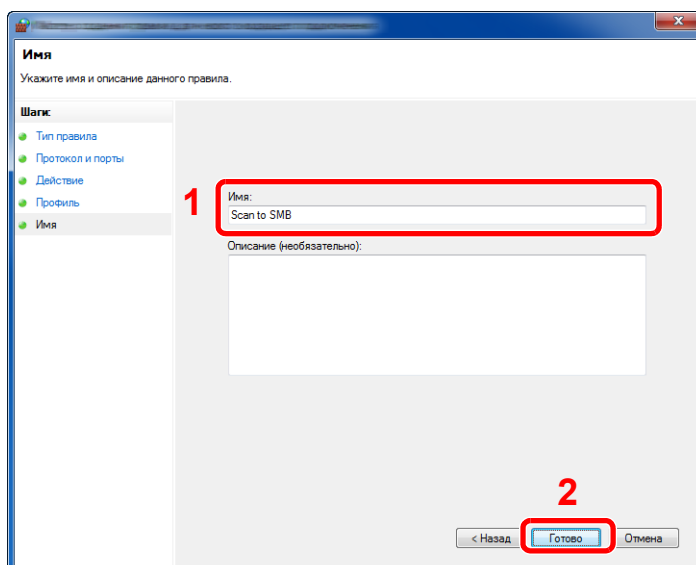 Имя
Укажите имя и описание данного правила.
Шаги:
Тип правила
Протокол и порты
Действие
Профиль
Имя
1
Имя:
Scan to SMB
Описание (необязательно):
2
< Назад Готово Отмена